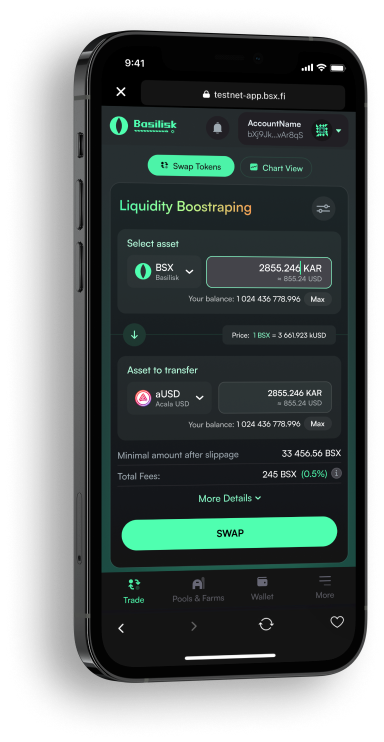 9:41
testnet-app.bsx.fi
Basilisk
AccountName
bXj9Jk...vAr8qS
Swap Tokens
Chart View
Liquidity Boostraping
Select asset
BSX
Basilisk
2855.246 KAR
≈ 855.24 USD
Your balance: 1 024 436 778.996 Max
Price: 1 BSX = 3 661.923 kUSD
Asset to transfer
aUSD
Acala USD
2855.246 KAR
≈ 855.24 USD
Your balance: 1 024 436 778.996 Max
Minimal amount after slippage 33 456.56 BSX
Total Fees: 245 BSX (0.5%)
More Details
SWAP
Trade
Pools & Farms
Wallet
More